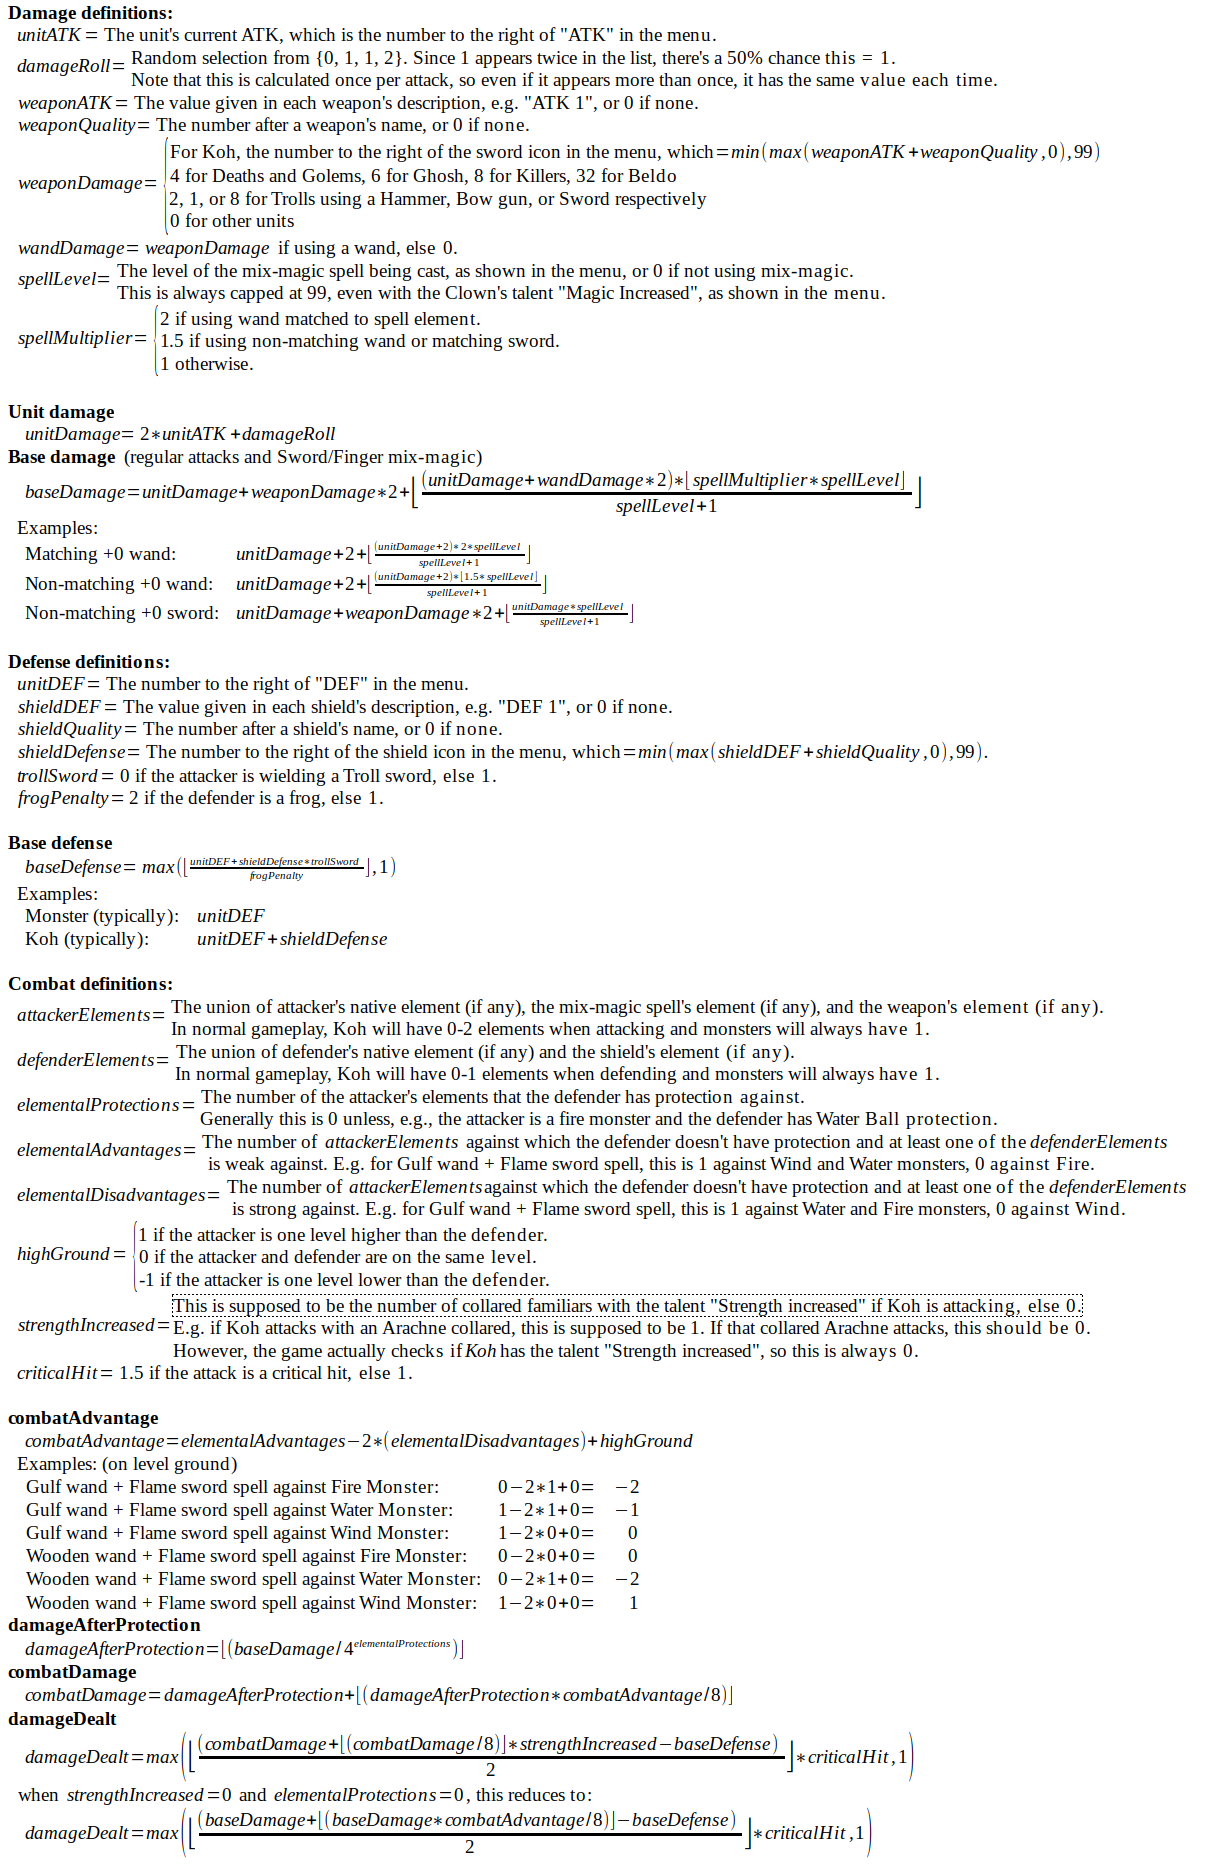 Damage definitions:
unitATK = The unit's current ATK, which is the number to the right of "ATK" in the menu.
damageRoll = Random selection from {0, 1, 1, 2}. Since 1 appears twice in the list, there's a 50% chance this = 1.
Note that this is calculated once per attack, so even if it appears more than once, it has the same value each time.
weaponATK = The value given in each weapon's description, e.g. "ATK 1", or 0 if none.
weaponQuality = The number after a weapon's name, or 0 if none.
weaponDamage = { For Koh, the number to the right of the sword icon in the menu, which = min(max(weaponATK + weaponQuality, 0), 99)
4 for Deaths and Golems, 6 for Ghosh, 8 for Killers, 32 for Beldo
2, 1, or 8 for Trolls using a Hammer, Bow gun, or Sword respectively
0 for other units
wandDamage = weaponDamage if using a wand, else 0.
spellLevel = The level of the mix-magic spell being cast, as shown in the menu, or 0 if not using mix-magic.
This is always capped at 99, even with the Clown's talent "Magic Increased", as shown in the menu.
spellMultiplier = { 2 if using wand matched to spell element.
1.5 if using non-matching wand or matching sword.
1 otherwise.
Unit damage
unitDamage = 2∗unitATK + damageRoll
Base damage (regular attacks and Sword/Finger mix-magic)
baseDamage = unitDamage + weaponDamage∗2 + ⌊(unitDamage + wandDamage∗2)∗⌊spellMultiplier∗spellLevel⌋ / spellLevel + 1⌋
Examples:
Matching +0 wand: unitDamage + 2 + ⌊(unitDamage + 2)∗2∗spellLevel / spellLevel + 1⌋
Non-matching +0 wand: unitDamage + 2 + ⌊(unitDamage + 2)∗⌊1.5∗spellLevel⌋ / spellLevel + 1⌋
Non-matching +0 sword: unitDamage + weaponDamage∗2 + ⌊unitDamage∗spellLevel / spellLevel + 1⌋
Defense definitions:
unitDEF = The number to the right of "DEF" in the menu.
shieldDEF = The value given in each shield's description, e.g. "DEF 1", or 0 if none.
shieldQuality = The number after a shield's name, or 0 if none.
shieldDefense = The number to the right of the shield icon in the menu, which = min(max(shieldDEF + shieldQuality, 0), 99).
trollSword = 0 if the attacker is wielding a Troll sword, else 1.
frogPenalty = 2 if the defender is a frog, else 1.
Base defense
baseDefense = max(⌊unitDEF + shieldDefense∗trollSword / frogPenalty⌋, 1)
Examples:
Monster (typically): unitDEF
Koh (typically): unitDEF + shieldDefense
Combat definitions:
attackerElements = The union of attacker's native element (if any), the mix-magic spell's element (if any), and the weapon's element (if any).
In normal gameplay, Koh will have 0-2 elements when attacking and monsters will always have 1.
defenderElements = The union of defender's native element (if any) and the shield's element (if any).
In normal gameplay, Koh will have 0-1 elements when defending and monsters will always have 1.
elementalProtections = The number of the attacker's elements that the defender has protection against.
Generally this is 0 unless, e.g., the attacker is a fire monster and the defender has Water Ball protection.
elementalAdvantages = The number of attackerElements against which the defender doesn't have protection and at least one of the defenderElements
is weak against. E.g. for Gulf wand + Flame sword spell, this is 1 against Wind and Water monsters, 0 against Fire.
elementalDisadvantages = The number of attackerElements against which the defender doesn't have protection and at least one of the defenderElements
is strong against. E.g. for Gulf wand + Flame sword spell, this is 1 against Water and Fire monsters, 0 against Wind.
highGround = { 1 if the attacker is one level higher than the defender.
0 if the attacker and defender are on the same level.
-1 if the attacker is one level lower than the defender.
strengthIncreased = This is supposed to be the number of collared familiars with the talent "Strength increased" if Koh is attacking, else 0.
E.g. if Koh attacks with an Arachne collared, this is supposed to be 1. If that collared Arachne attacks, this should be 0.
However, the game actually checks if Koh has the talent "Strength increased", so this is always 0.
criticalHit = 1.5 if the attack is a critical hit, else 1.
combatAdvantage
combatAdvantage = elementalAdvantages − 2∗(elementalDisadvantages) + highGround
Examples: (on level ground)
Gulf wand + Flame sword spell against Fire Monster: 0−2∗1+0= −2
Gulf wand + Flame sword spell against Water Monster: 1−2∗1+0= −1
Gulf wand + Flame sword spell against Wind Monster: 1−2∗0+0= 0
Wooden wand + Flame sword spell against Fire Monster: 0−2∗0+0= 0
Wooden wand + Flame sword spell against Water Monster: 0−2∗1+0= −2
Wooden wand + Flame sword spell against Wind Monster: 1−2∗0+0= 1
damageAfterProtection
damageAfterProtection = ⌊(baseDamage / 4^elementalProtections)⌋
combatDamage
combatDamage = damageAfterProtection + ⌊(damageAfterProtection∗combatAdvantage/8)⌋
damageDealt
damageDealt = max(⌊(combatDamage + ⌊(combatDamage/8)⌋∗strengthIncreased − baseDefense) / 2⌋∗criticalHit, 1)
when strengthIncreased = 0 and elementalProtections = 0, this reduces to:
damageDealt = max(⌊(baseDamage + ⌊(baseDamage∗combatAdvantage/8)⌋ − baseDefense) / 2⌋∗criticalHit, 1)